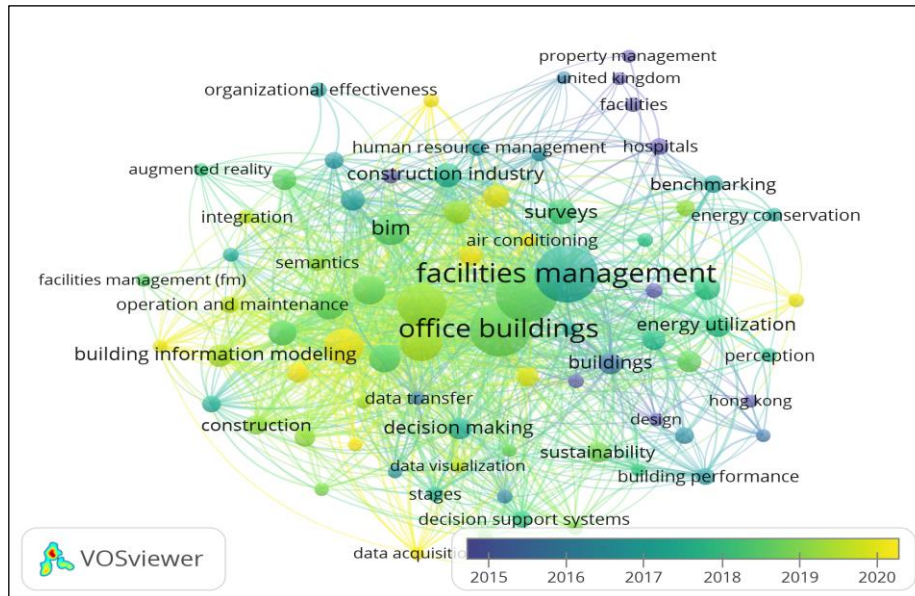 property management
united kingdom
organizational effectiveness
facilities
human resource management
hospitals
augmented reality
construction industry
benchmarking
integration
surveys
energy conservation
bim
air conditioning
semantics
facilities management
facilities management (fm)
operation and maintenance
office buildings
energy utilization
building information modeling
buildings
perception
data transfer
hong kong
construction
decision making
design
data visualization
sustainability
building performance
stages
decision support systems
data acquisitio
VOSviewer
2015 2016 2017 2018 2019 2020